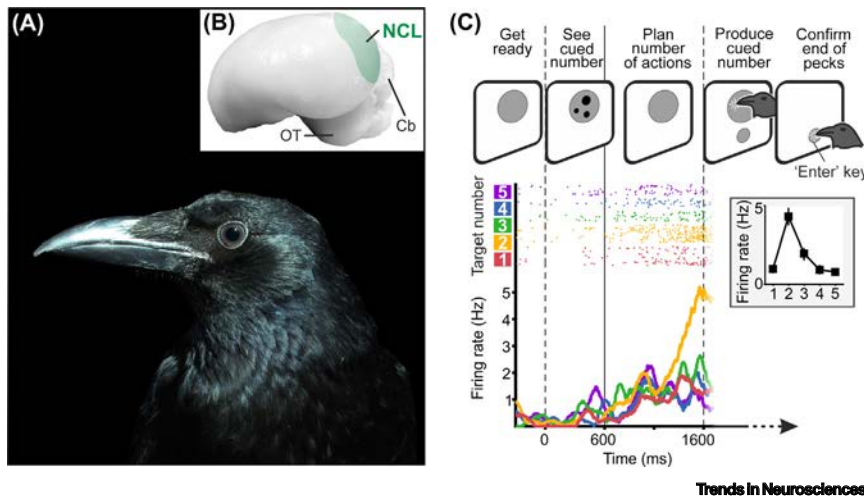 (A)
(B)
NCL
OT
Cb
(C)
Get ready
See cued number
Plan number of actions
Produce cued number
Confirm end of pecks
'Enter' key
Target number
5
4
3
2
1
Firing rate (Hz)
5
4
3
2
1
0 600 1600
Time (ms)
Firing rate (Hz)
5
0
1 2 3 4 5
Trends in Neurosciences